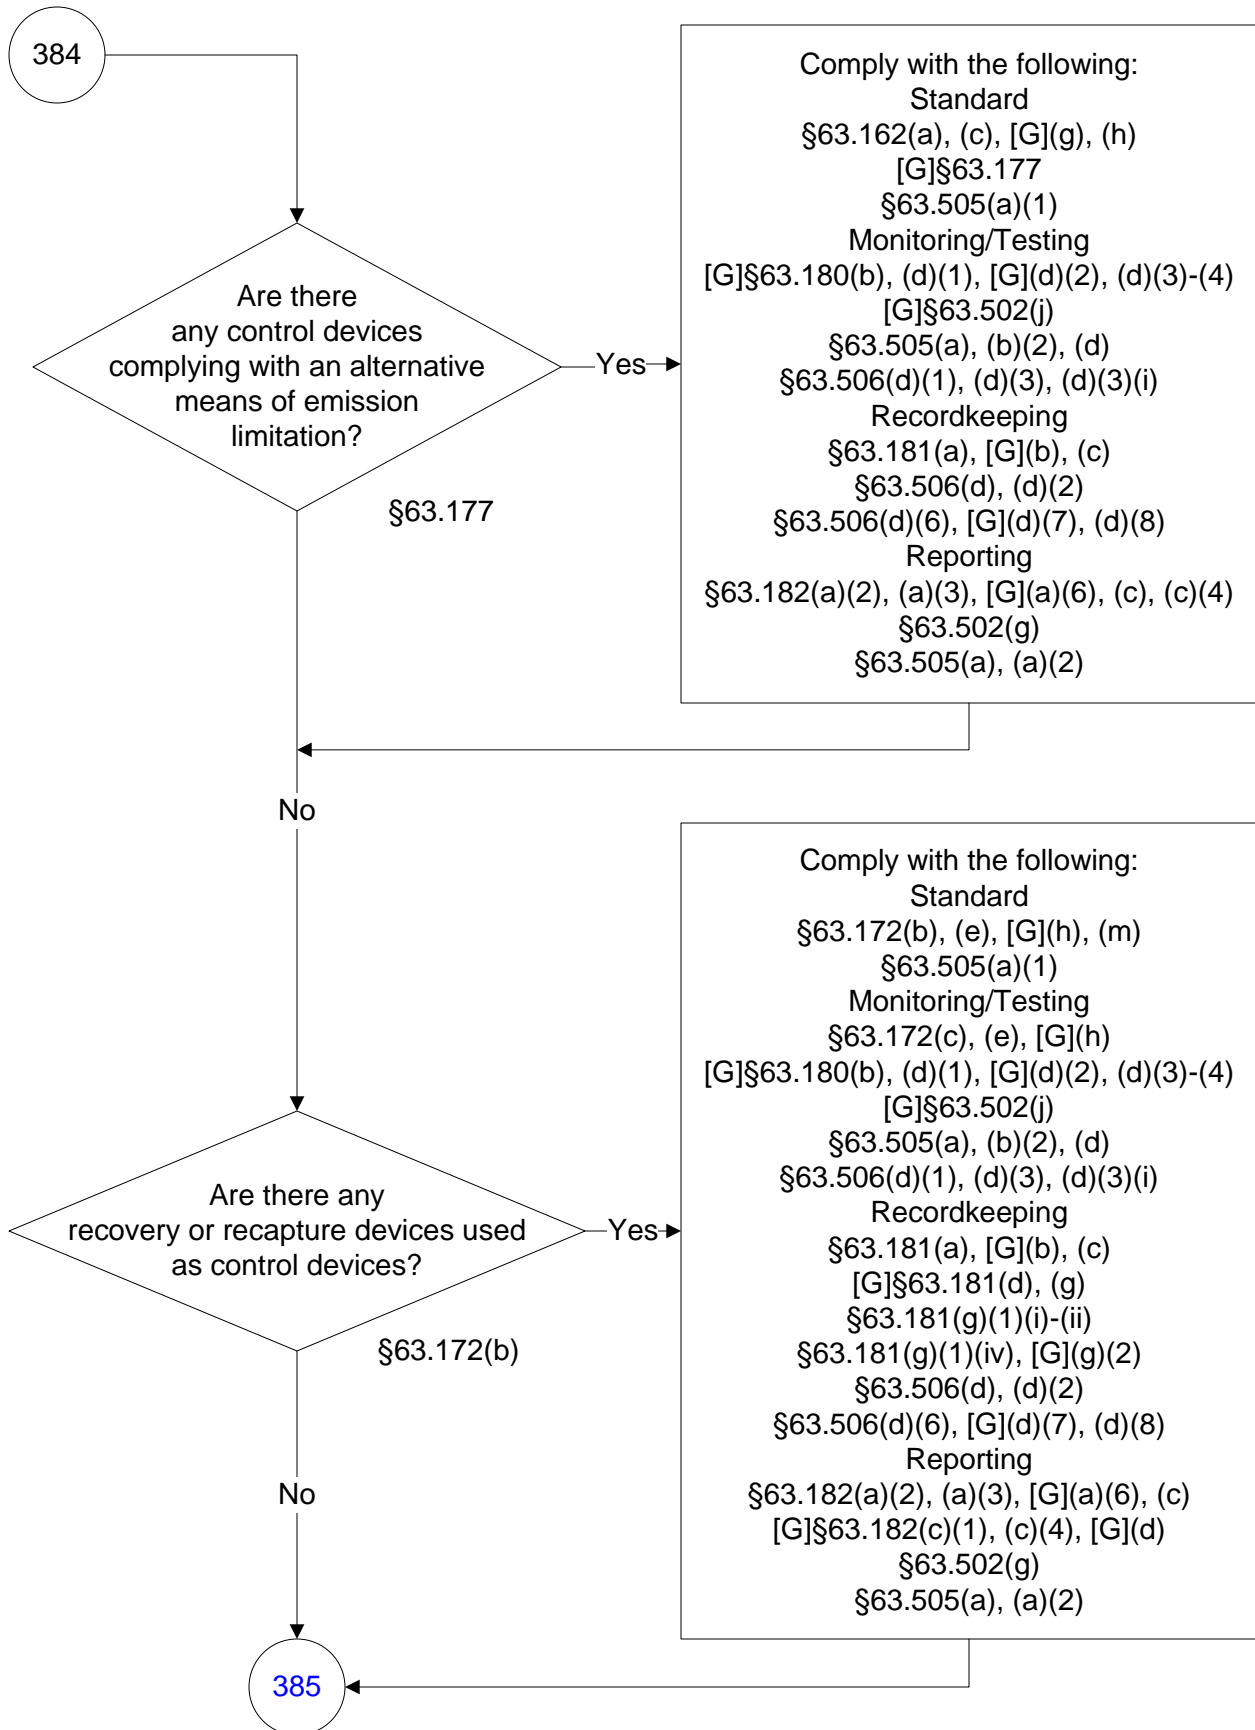 384
Are there
any control devices
complying with an alternative
means of emission
limitation?
§63.177
Yes
Comply with the following:
Standard
§63.162(a), (c), [G](g), (h)
[G]§63.177
§63.505(a)(1)
Monitoring/Testing
[G]§63.180(b), (d)(1), [G](d)(2), (d)(3)-(4)
[G]§63.502(j)
§63.505(a), (b)(2), (d)
§63.506(d)(1), (d)(3), (d)(3)(i)
Recordkeeping
§63.181(a), [G](b), (c)
§63.506(d), (d)(2)
§63.506(d)(6), [G](d)(7), (d)(8)
Reporting
§63.182(a)(2), (a)(3), [G](a)(6), (c), (c)(4)
§63.502(g)
§63.505(a), (a)(2)
No
Are there any
recovery or recapture devices used
as control devices?
§63.172(b)
Yes
Comply with the following:
Standard
§63.172(b), (e), [G](h), (m)
§63.505(a)(1)
Monitoring/Testing
§63.172(c), (e), [G](h)
[G]§63.180(b), (d)(1), [G](d)(2), (d)(3)-(4)
[G]§63.502(j)
§63.505(a), (b)(2), (d)
§63.506(d)(1), (d)(3), (d)(3)(i)
Recordkeeping
§63.181(a), [G](b), (c)
[G]§63.181(d), (g)
§63.181(g)(1)(i)-(ii)
§63.181(g)(1)(iv), [G](g)(2)
§63.506(d), (d)(2)
§63.506(d)(6), [G](d)(7), (d)(8)
Reporting
§63.182(a)(2), (a)(3), [G](a)(6), (c)
[G]§63.182(c)(1), (c)(4), [G](d)
§63.502(g)
§63.505(a), (a)(2)
No
385